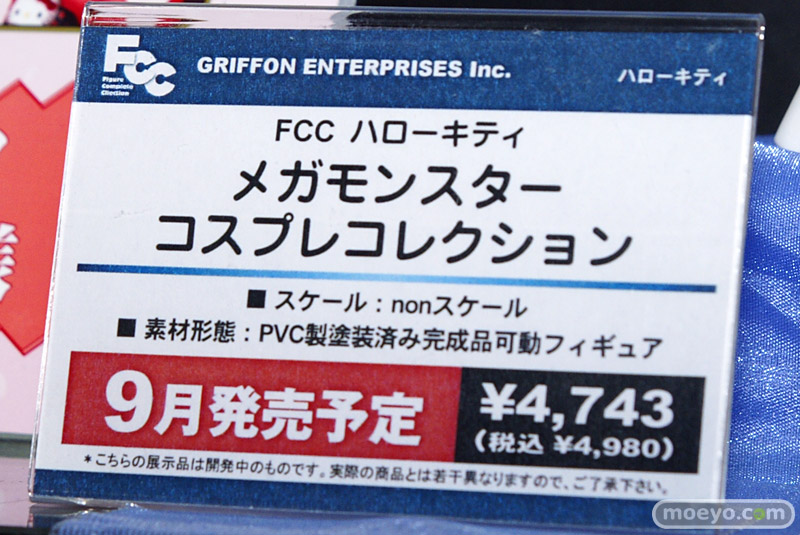 FCC
Figure
Complete
Cllection
GRIFFON ENTERPRISES Inc.
ハローキティ
FCC ハローキティ
メガモンスター
コスプレコレクション
■ スケール：nonスケール
■ 素材形態：PVC製塗装済み完成品可動フィギュア
9月発売予定
¥4,743
(税込 ¥4,980)
＊こちらの展示品は開発中のものです。実際の商品とは若干異なりますので、ご了承下さい。
moeyo.com